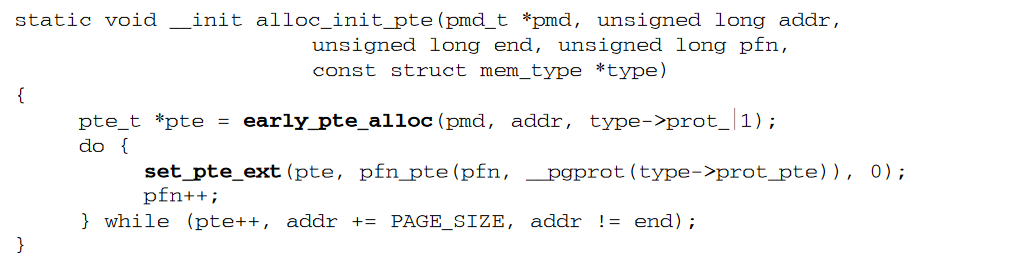 static void __init alloc_init_pte(pmd_t *pmd, unsigned long addr,
unsigned long end, unsigned long pfn,
const struct mem_type *type)
{
pte_t *pte = early_pte_alloc(pmd, addr, type->prot_|1);
do {
set_pte_ext(pte, pfn_pte(pfn, __pgprot(type->prot_pte)), 0);
pfn++;
} while (pte++, addr += PAGE_SIZE, addr != end);
}